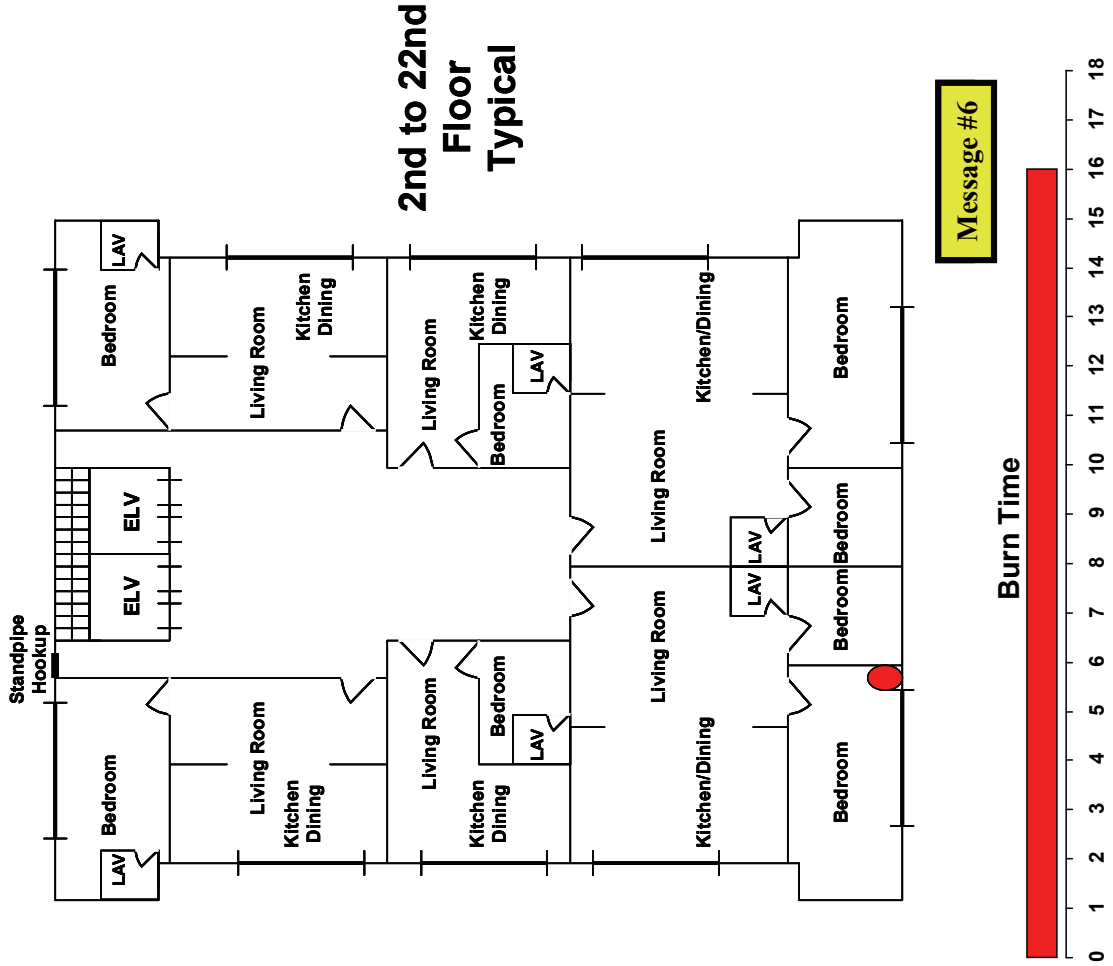 Standpipe
Hookup
2nd to 22nd
Floor
Typical
LAV
Bedroom
ELV
ELV
Bedroom
LAV
Living Room
Kitchen
Dining
Living Room
Kitchen
Dining
Living Room
Kitchen
Dining
Bedroom
LAV
Living Room
Kitchen
Dining
Bedroom
LAV
Living Room
Kitchen/Dining
LAV
LAV
Living Room
Kitchen/Dining
Bedroom
Bedroom
Bedroom
Bedroom
Message #6
Burn Time
0 1 2 3 4 5 6 7 8 9 10 11 12 13 14 15 16 17 18